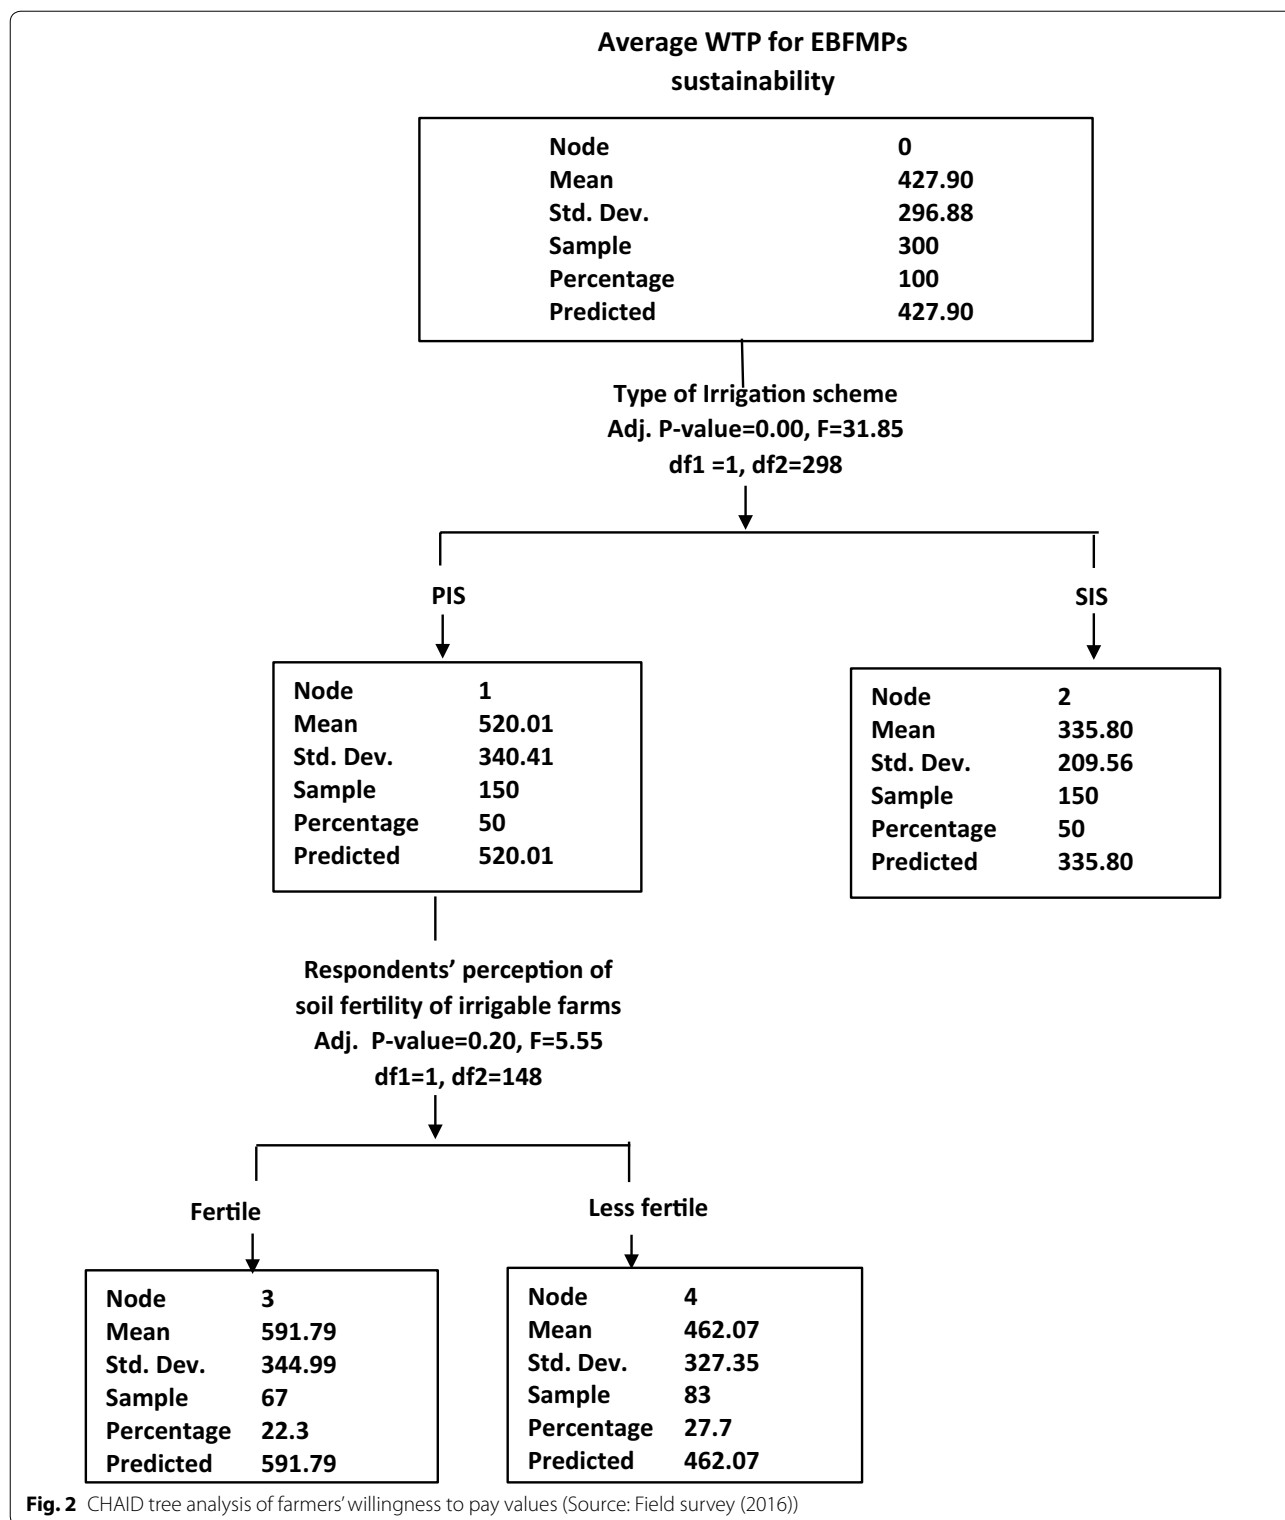 Average WTP for EBFMPs
sustainability
Node 0
Mean 427.90
Std. Dev. 296.88
Sample 300
Percentage 100
Predicted 427.90
Type of Irrigation scheme
Adj. P-value=0.00, F=31.85
df1 =1, df2=298
PIS
SIS
Node 1
Mean 520.01
Std. Dev. 340.41
Sample 150
Percentage 50
Predicted 520.01
Node 2
Mean 335.80
Std. Dev. 209.56
Sample 150
Percentage 50
Predicted 335.80
Respondents' perception of
soil fertility of irrigable farms
Adj. P-value=0.20, F=5.55
df1=1, df2=148
Fertile
Less fertile
Node 3
Mean 591.79
Std. Dev. 344.99
Sample 67
Percentage 22.3
Predicted 591.79
Node 4
Mean 462.07
Std. Dev. 327.35
Sample 83
Percentage 27.7
Predicted 462.07
Fig. 2 CHAID tree analysis of farmers' willingness to pay values (Source: Field survey (2016))